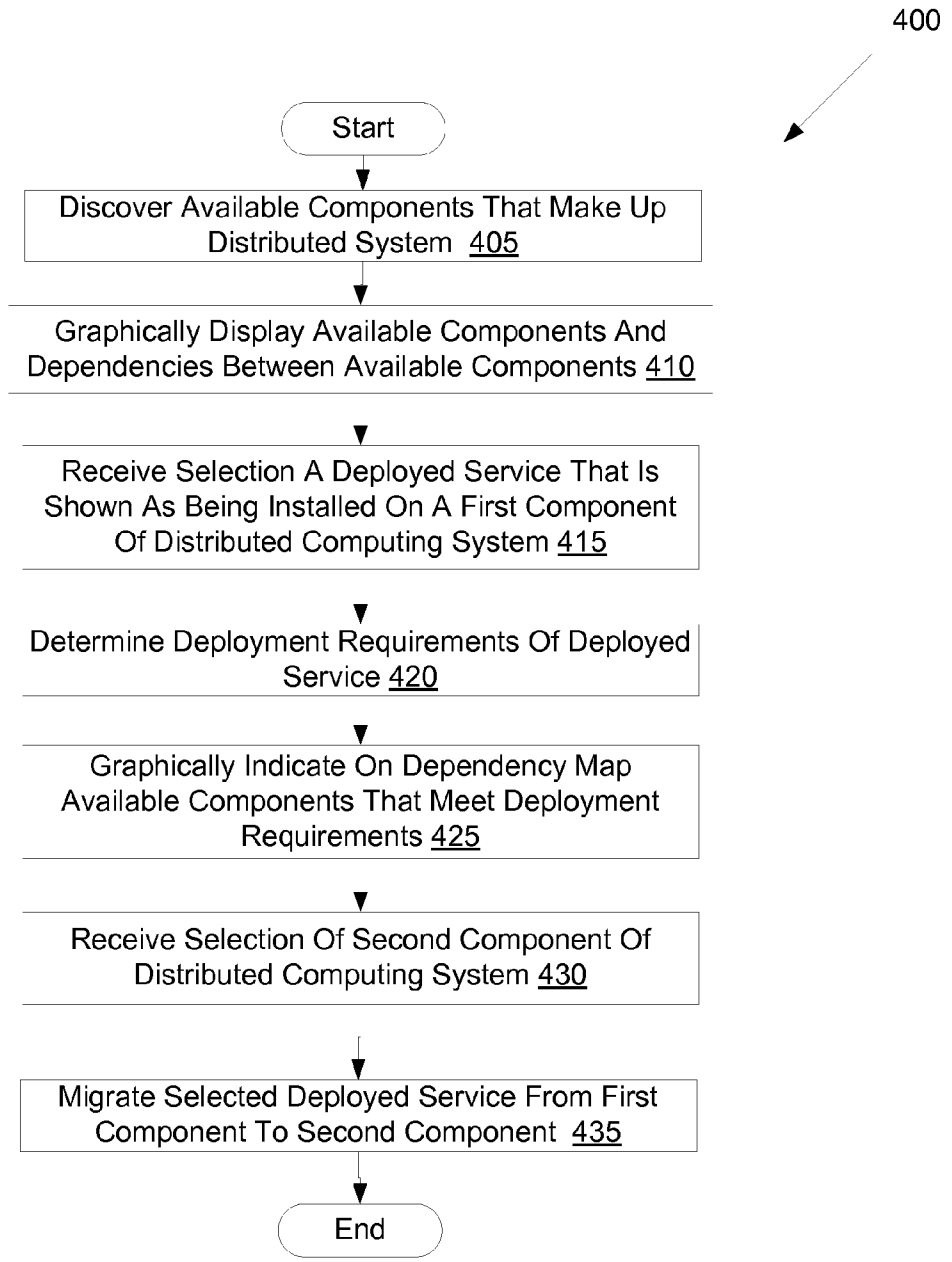 400
Start
Discover Available Components That Make Up
Distributed System 405
Graphically Display Available Components And
Dependencies Between Available Components 410
Receive Selection A Deployed Service That Is
Shown As Being Installed On A First Component
Of Distributed Computing System 415
Determine Deployment Requirements Of Deployed
Service 420
Graphically Indicate On Dependency Map
Available Components That Meet Deployment
Requirements 425
Receive Selection Of Second Component Of
Distributed Computing System 430
Migrate Selected Deployed Service From First
Component To Second Component 435
End